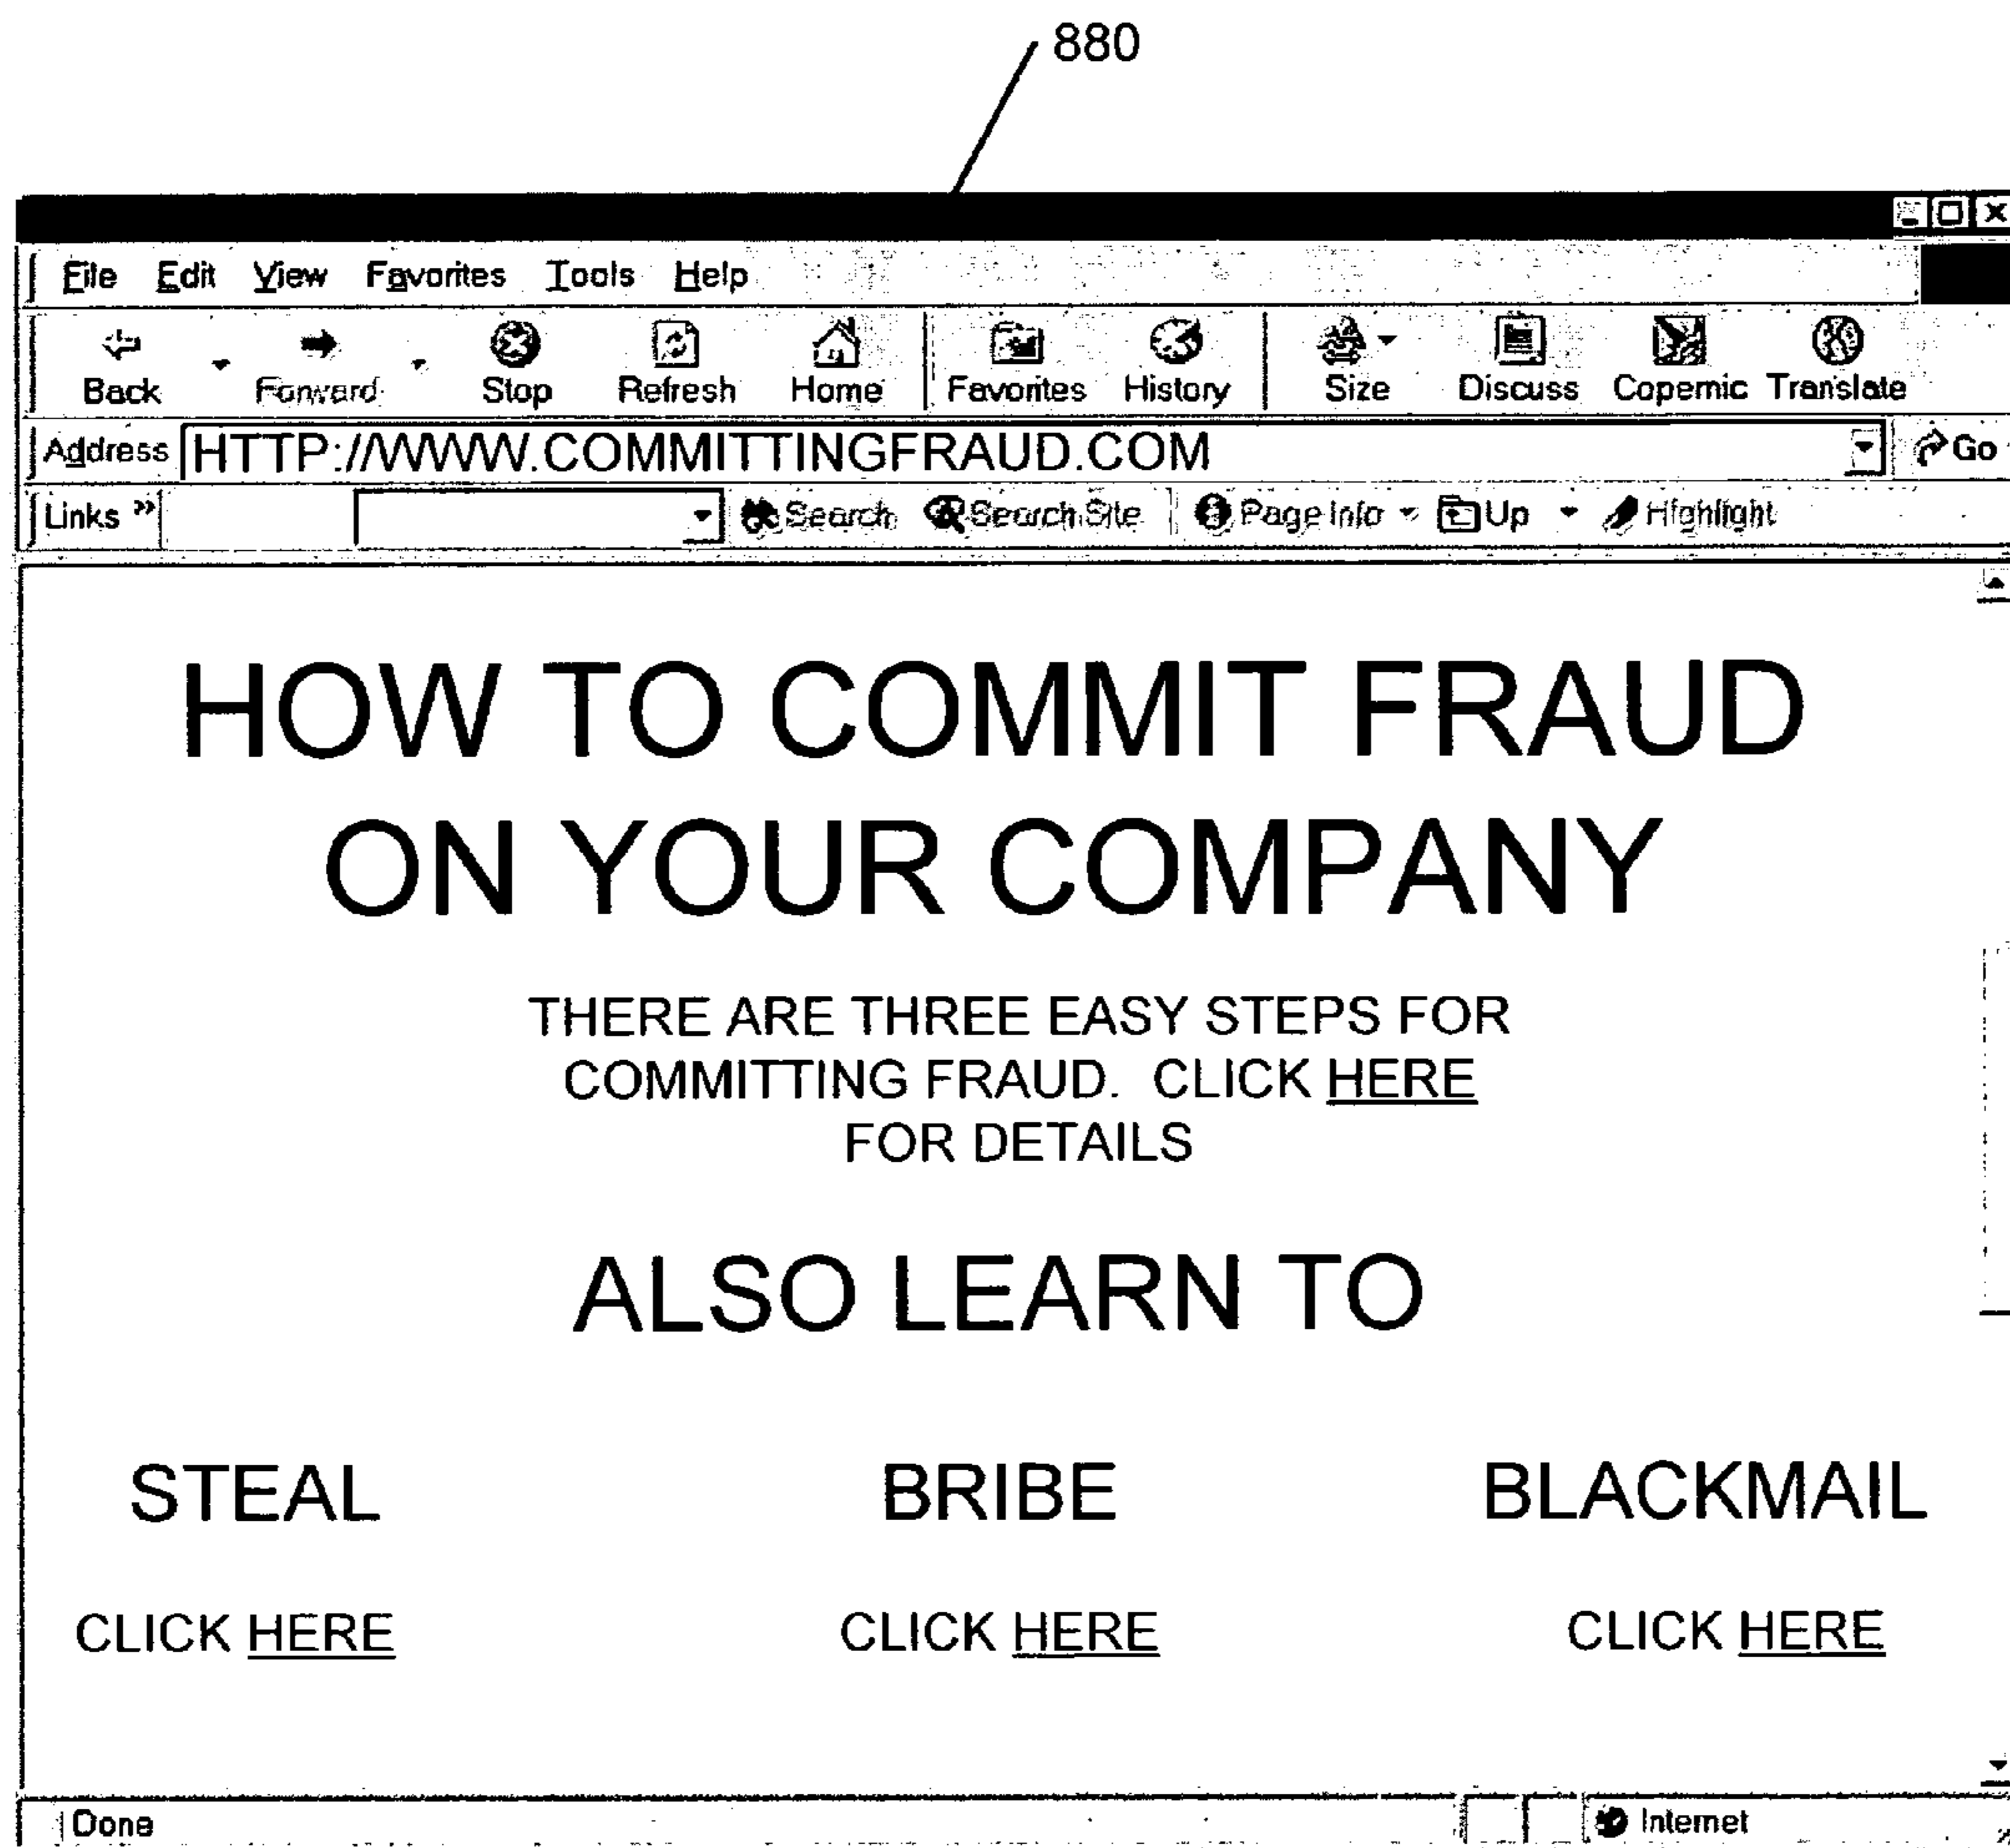 880
File Edit View Favorites Tools Help
Back Forward Stop Refresh Home Favorites History Size Discuss Copernic Translate
Address HTTP://WWW.COMMITTINGFRAUD.COM Go
Links » Search Search Site Page Info Up Highlight
HOW TO COMMIT FRAUD
ON YOUR COMPANY
THERE ARE THREE EASY STEPS FOR
COMMITTING FRAUD. CLICK HERE
FOR DETAILS
ALSO LEARN TO
STEAL BRIBE BLACKMAIL
CLICK HERE CLICK HERE CLICK HERE
Done Internet